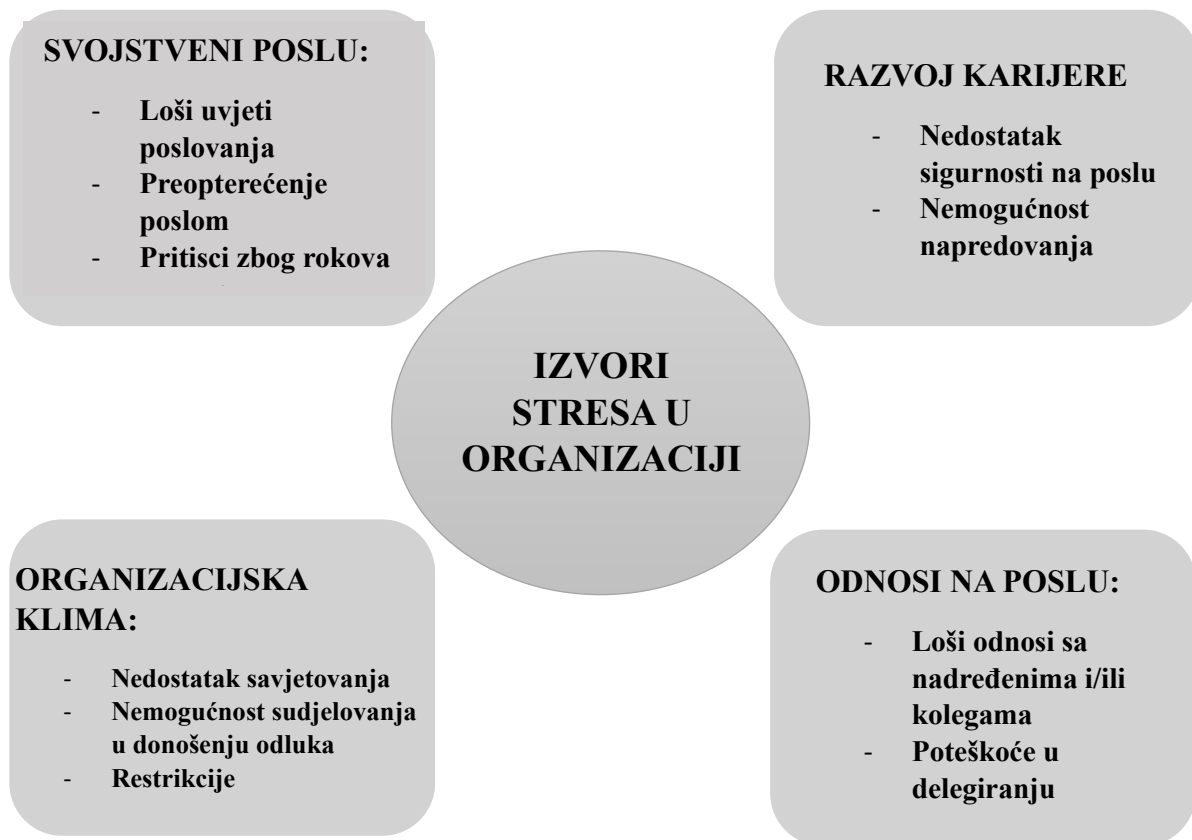 SVOJSTVENI POSLU:
- Loši uvjeti
poslovanja
- Preopterećenje
poslom
- Pritisci zbog rokova
RAZVOJ KARIJERE
- Nedostatak
sigurnosti na poslu
- Nemogućnost
napredovanja
IZVORI
STRESA U
ORGANIZACIJI
ORGANIZACIJSKA
KLIMA:
- Nedostatak savjetovanja
- Nemogućnost sudjelovanja
u donošenju odluka
- Restrikcije
ODNOSI NA POSLU:
- Loši odnosi sa
nadređenima i/ili
kolegama
- Poteškoće u
delegiranju